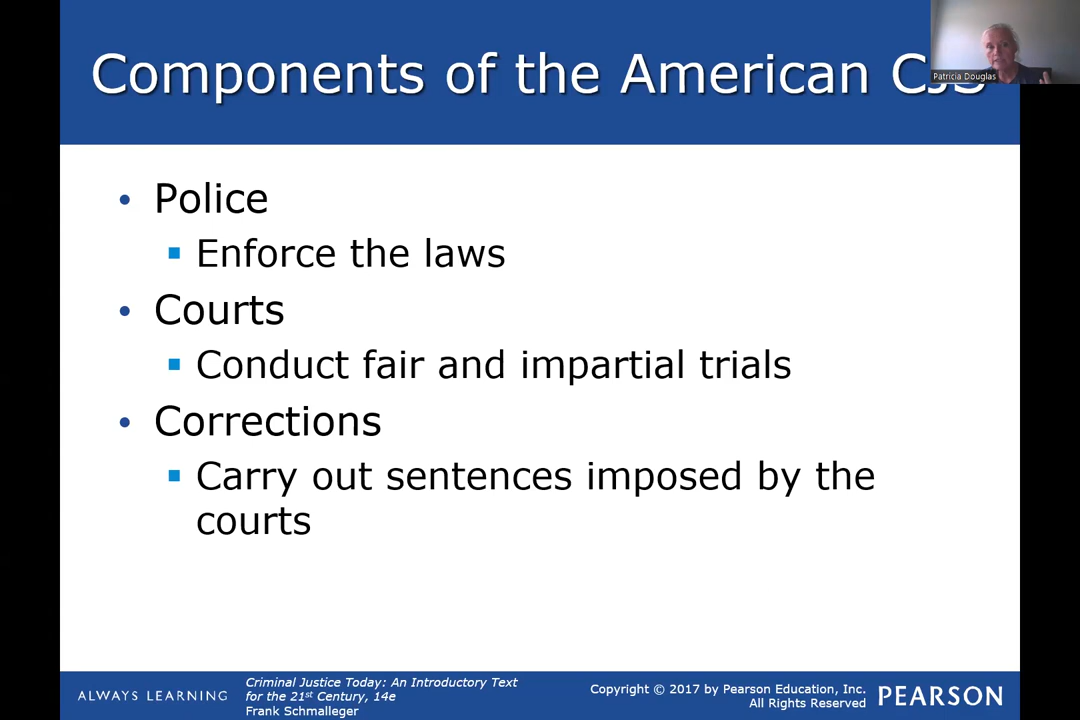 Components of the American CJS
Patricia Douglas
• Police
▪ Enforce the laws
• Courts
▪ Conduct fair and impartial trials
• Corrections
▪ Carry out sentences imposed by the
courts
ALWAYS LEARNING
Criminal Justice Today: An Introductory Text
for the 21st Century, 14e
Frank Schmalleger
Copyright © 2017 by Pearson Education, Inc.
All Rights Reserved
PEARSON